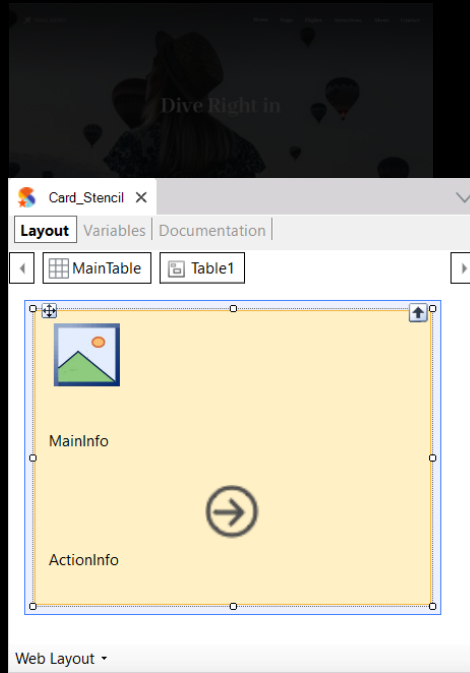 Dive Right in
Card_Stencil
Layout Variables Documentation
MainTable Table1
MainInfo
ActionInfo
Web Layout